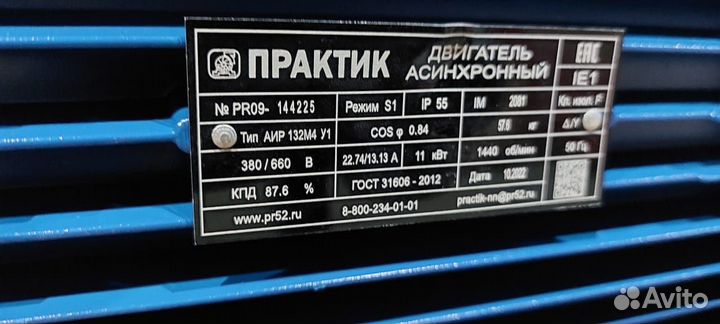 ПРАКТИК
ДВИГАТЕЛЬ
АСИНХРОННЫЙ
ЕАС
IE1
№ PR09- 144225 Режим S1 IP 55 IM 2081 Кл. изол. F
Тип АИР 132М4 У1 COS φ 0.84 57.6 кг Δ/Y
380/660 В 22.74/13.13 А 11 кВт 1440 об/мин 50 Гц
КПД 87.6 % ГОСТ 31606 - 2012 Дата 10.2022
www.pr52.ru 8-800-234-01-01 practik-nn@pr52.ru
Avito